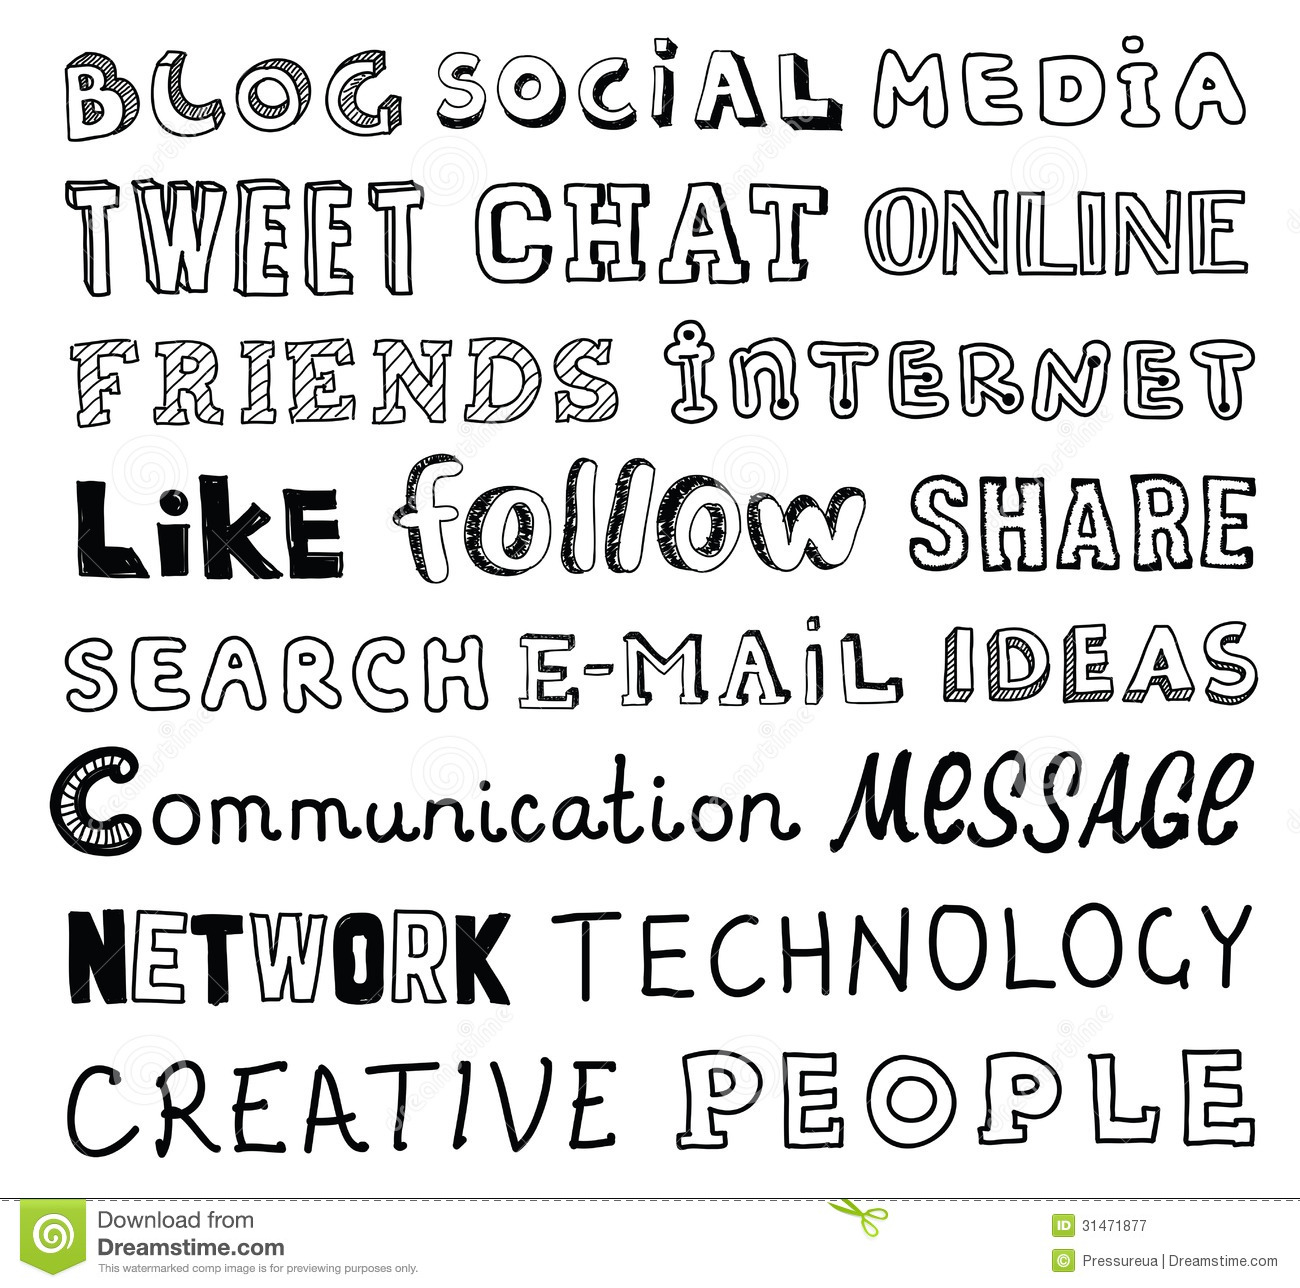 BLOG SOCiAL MEDiA
TWEET CHAT ONLINE
FRIENDS inTERNET
LiKE follow SHARE
SEARCH E-MAiL IDEAS
Communication MeSSAGe
NETWORK TECHNOLOGY
CREATIVE PEOPLE
Download from
Dreamstime.com
This watermarked comp image is for previewing purposes only.
ID 31471877
© Pressureua | Dreamstime.com